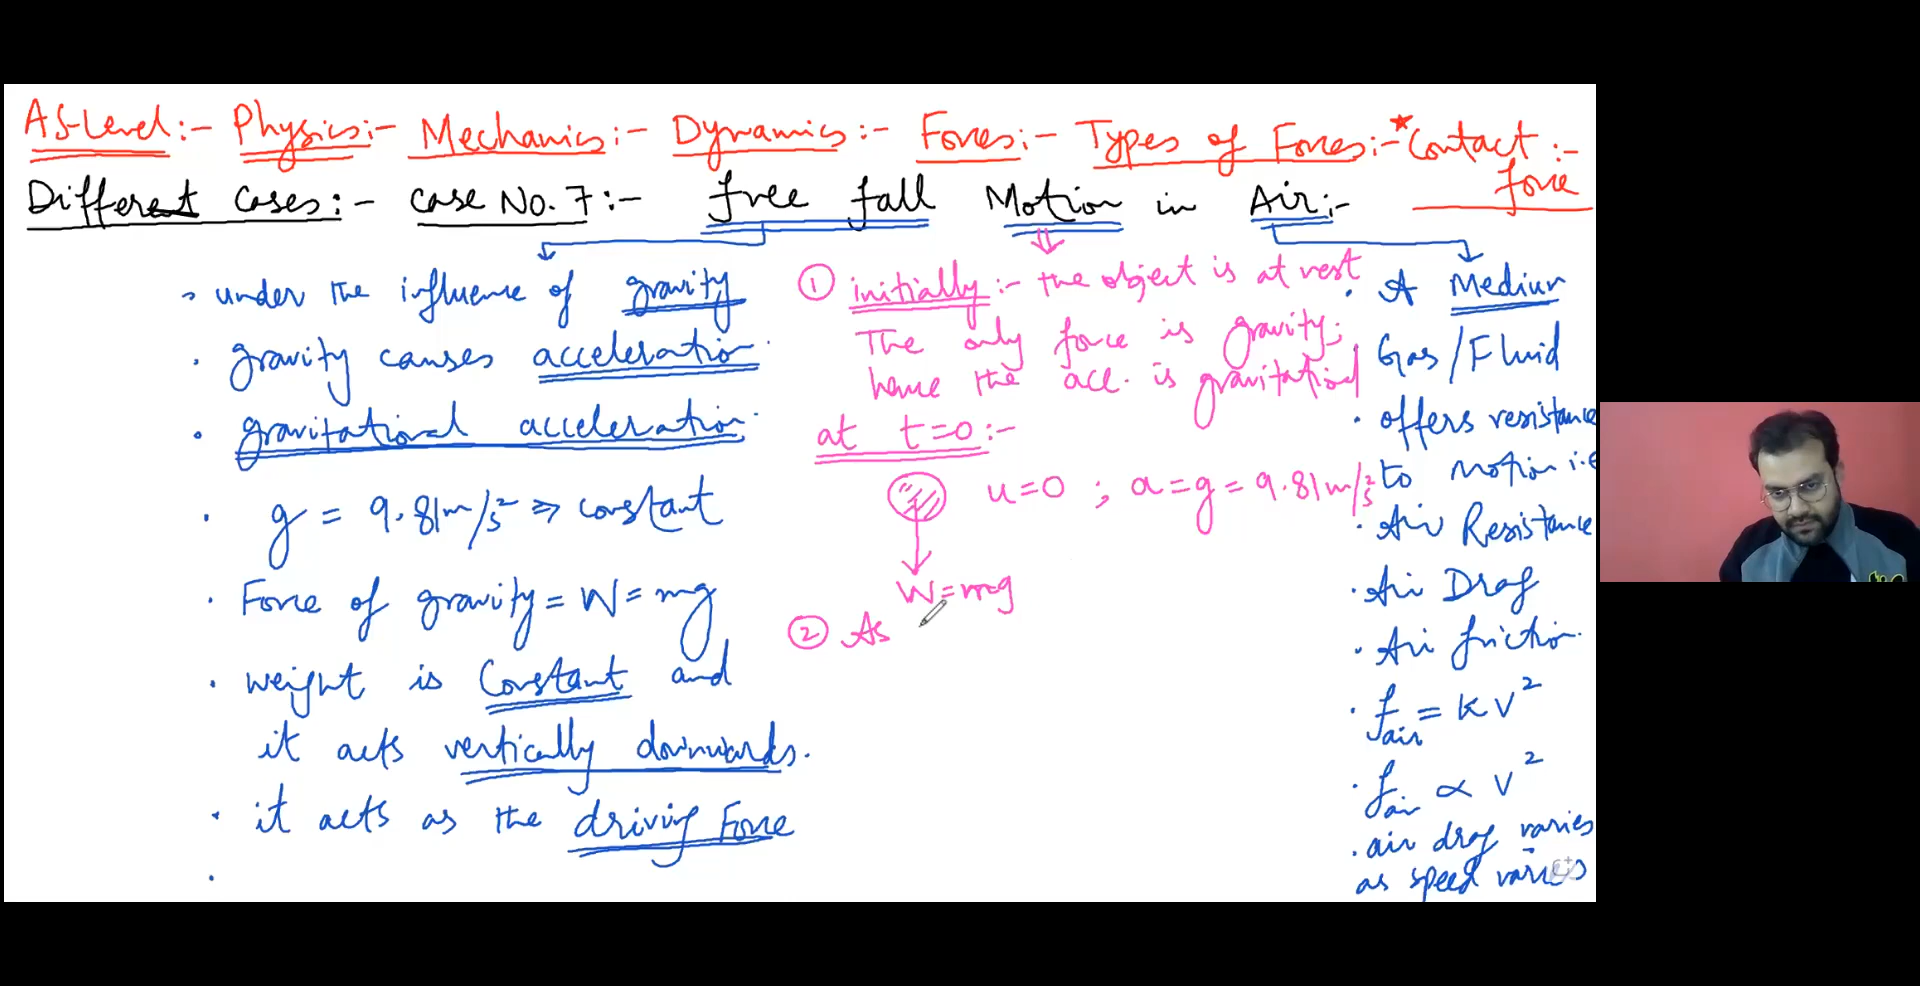 AS-Level:- Physics:- Mechanics:- Dynamics:- Forces:- Types of Forces:- *Contact :-
force
Different Cases:- Case No. 7:- free fall Motion in Air:-
under the influence of gravity
gravity causes acceleration
gravitational acceleration
g = 9.81m/s² => constant
Force of gravity = W = mg
weight is Constant and
it acts vertically downwards.
it acts as the driving Force
① initially:- the object is at rest
The only force is gravity;
hence the acc. is gravitational
at t=0:-
u=0 ; a=g=9.81m/s²
W=mg
② As
A Medium
Gas/Fluid
offers resistance
to motion i.e
Air Resistance
Air Drag
Air friction.
fair = KV²
fair ∝ V²
air drag varies
as speed varies